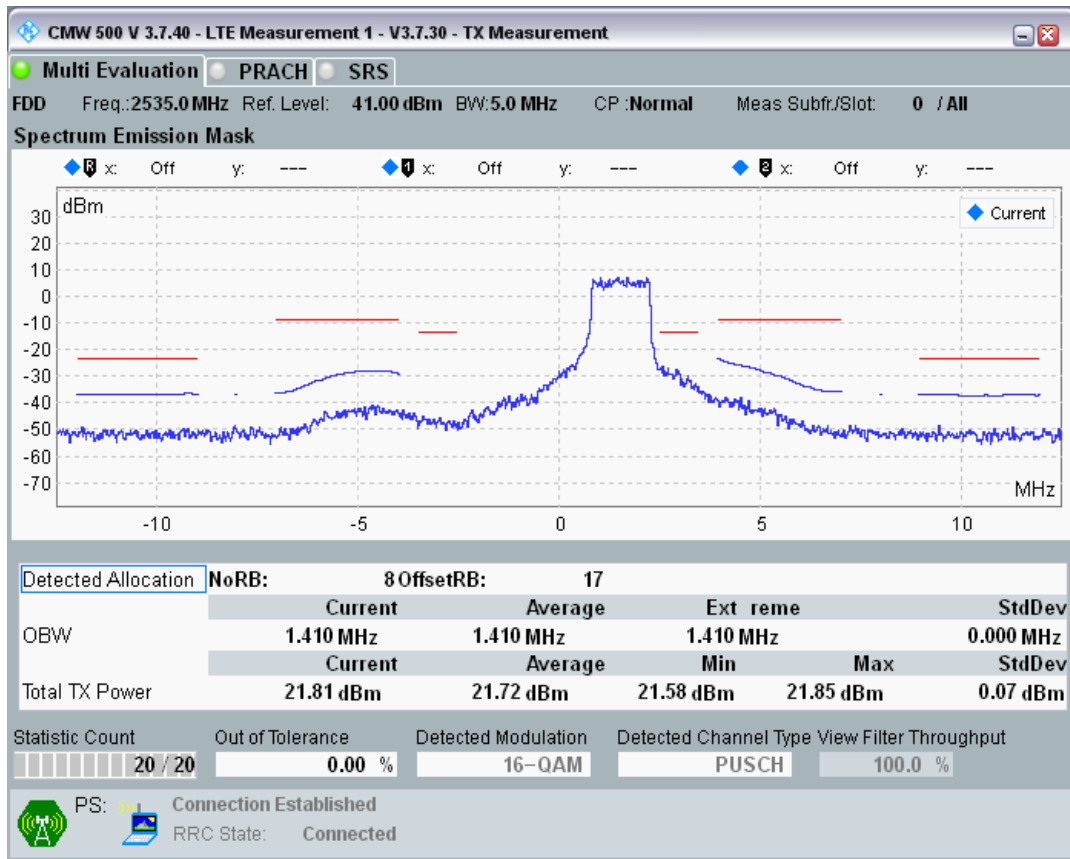 CMW 500 V 3.7.40 - LTE Measurement 1 - V3.7.30 - TX Measurement
Multi Evaluation PRACH SRS
FDD Freq.:2535.0 MHz Ref. Level: 41.00 dBm BW:5.0 MHz CP :Normal Meas Subfr./Slot: 0 / All
Spectrum Emission Mask
R x: Off y: --- 1 x: Off y: --- 2 x: Off y: ---
dBm
Current
30
20
10
0
-10
-20
-30
-40
-50
-60
-70
MHz
-10 -5 0 5 10
Detected Allocation NoRB: 8 OffsetRB: 17
Current Average Ext reme StdDev
OBW 1.410 MHz 1.410 MHz 1.410 MHz 0.000 MHz
Current Average Min Max StdDev
Total TX Power 21.81 dBm 21.72 dBm 21.58 dBm 21.85 dBm 0.07 dBm
Statistic Count Out of Tolerance Detected Modulation Detected Channel Type View Filter Throughput
20 / 20 0.00 % 16-QAM PUSCH 100.0 %
PS: Connection Established
RRC State: Connected